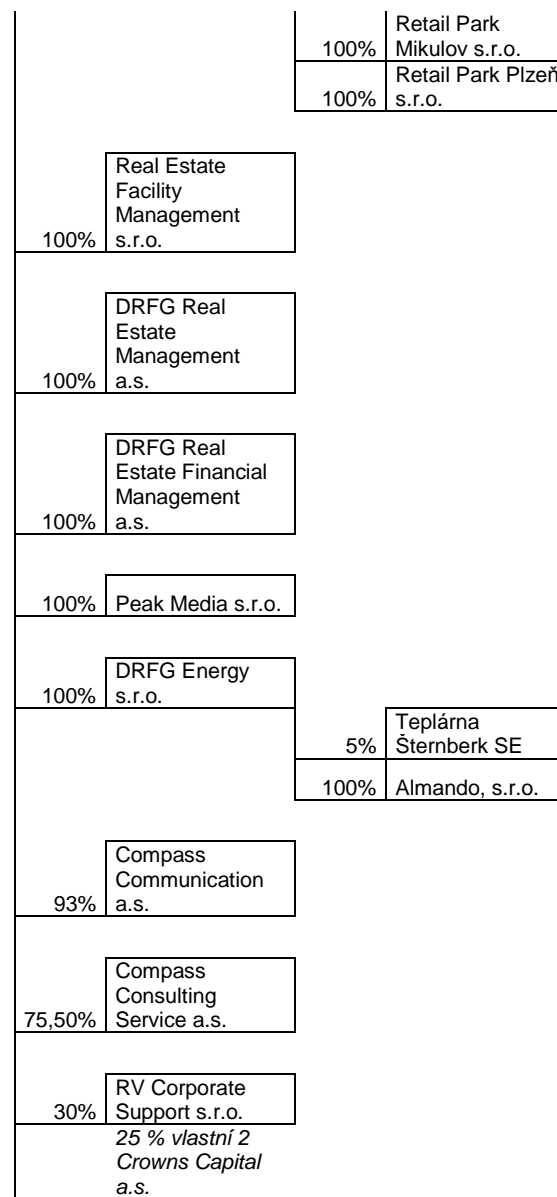 Retail Park
100% Mikulov s.r.o.
Retail Park Plzeň
100% s.r.o.
Real Estate
Facility
Management
100% s.r.o.
DRFG Real
Estate
Management
100% a.s.
DRFG Real
Estate Financial
Management
100% a.s.
100% Peak Media s.r.o.
DRFG Energy
100% s.r.o.
Teplárna
5% Šternberk SE
100% Almando, s.r.o.
Compass
Communication
93% a.s.
Compass
Consulting
75,50% Service a.s.
RV Corporate
30% Support s.r.o.
25 % vlastní 2
Crowns Capital
a.s.